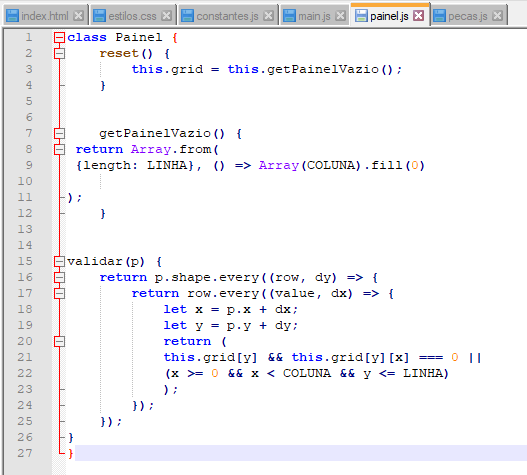 index.html estilos.css constantes.js main.js painel.js pecas.js
1 class Painel {
2     reset() {
3         this.grid = this.getPainelVazio();
4     }
5
6
7     getPainelVazio() {
8  return Array.from(
9  {length: LINHA}, () => Array(COLUNA).fill(0)
10
11 );
12     }
13
14
15 validar(p) {
16     return p.shape.every((row, dy) => {
17         return row.every((value, dx) => {
18             let x = p.x + dx;
19             let y = p.y + dy;
20             return (
21             this.grid[y] && this.grid[y][x] === 0 ||
22             (x >= 0 && x < COLUNA && y <= LINHA)
23             );
24         });
25     });
26 }
27 }